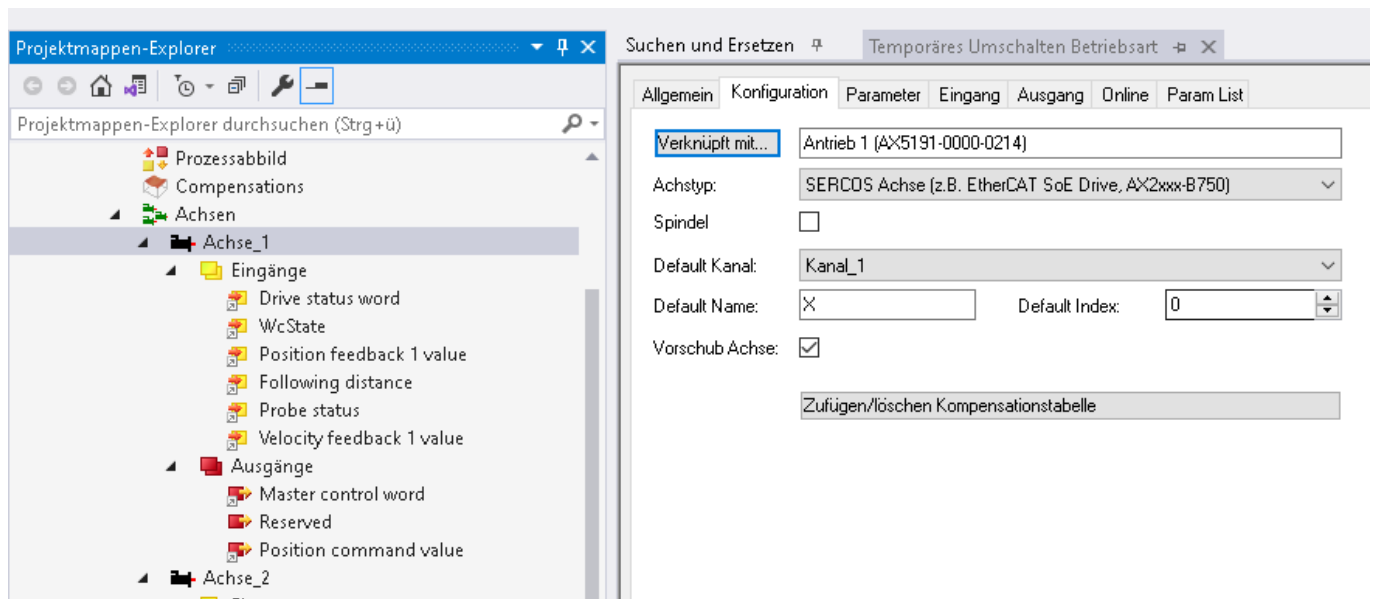 Projektmappen-Explorer
Projektmappen-Explorer durchsuchen (Strg+ü)
Prozessabbild
Compensations
Achsen
Achse_1
Eingänge
Drive status word
WcState
Position feedback 1 value
Following distance
Probe status
Velocity feedback 1 value
Ausgänge
Master control word
Reserved
Position command value
Achse_2
Suchen und Ersetzen
Temporäres Umschalten Betriebsart
Allgemein Konfiguration Parameter Eingang Ausgang Online Param List
Verknüpft mit... Antrieb 1 (AX5191-0000-0214)
Achstyp: SERCOS Achse (z.B. EtherCAT SoE Drive, AX2xxx-B750)
Spindel
Default Kanal: Kanal_1
Default Name: X Default Index: 0
Vorschub Achse:
Zufügen/löschen Kompensationstabelle